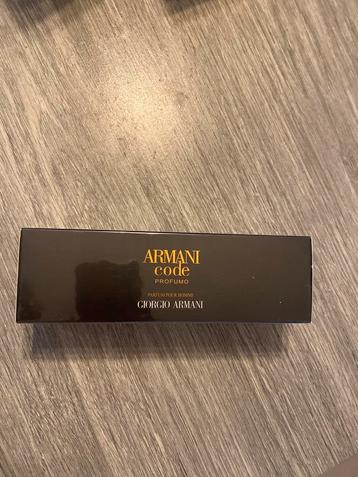 ARMANI
code
PROFUMO
PARFUM POUR HOMME
GIORGIO ARMANI